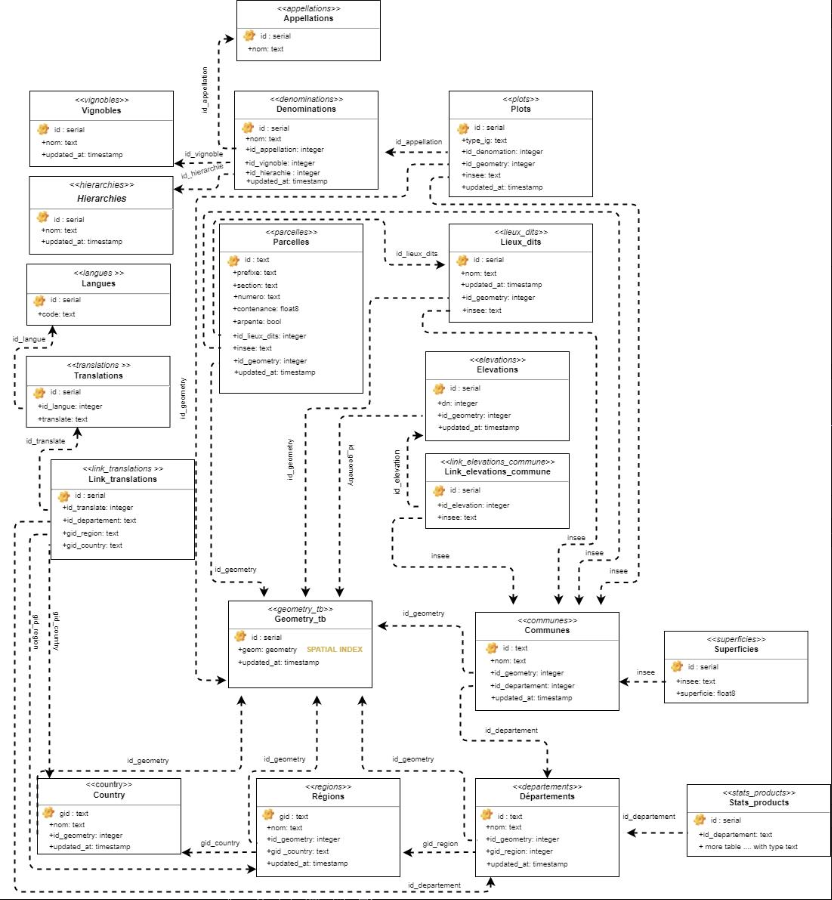 <<appellations>>
Appellations
id : serial
+nom: text
id_appellation
<<vignobles>>
Vignobles
id : serial
+nom: text
+updated_at: timestamp
<<denominations>>
Denominations
id : serial
+nom: text
+id_appellation: integer
+id_vignoble: integer
+id_hierachie : integer
+updated_at: timestamp
<<plots>>
Plots
id : serial
+type_ig: text
+id_denomation: integer
+id_geometry: integer
+insee: text
+updated_at: timestamp
id_appellation
id_vignoble
id_hierarchie
<<hierarchies>>
Hierarchies
id : serial
+nom: text
+updated_at: timestamp
<<parcelles>>
Parcelles
id : text
+prefixe: text
+section: text
+numero: text
+contenance: float8
+arpente: bool
+id_lieux_dits: integer
+insee: text
+id_geometry: integer
+updated_at: timestamp
id_lieux_dits
<<lieux_dits>>
Lieux_dits
id : serial
+nom: text
+updated_at: timestamp
+id_geometry: integer
+insee: text
<<langues >>
Langues
id : serial
+code: text
id_langue
<<translations >>
Translations
id : serial
+id_langue: integer
+translate: text
id_geometry
<<elevations>>
Elevations
id : serial
+dn: integer
+id_geometry: integer
+updated_at: timestamp
id_translate
<<link_translations >>
Link_translations
id : serial
+id_translate: integer
+id_departement: text
+gid_region: text
+gid_country: text
id_geometry
id_geometry
id_elevation
<<link_elevations_commune>>
Link_elevations_commune
id : serial
+id_elevation: integer
+insee: text
insee
insee
insee
insee
id_geometry
gid_region
gid_country
<<geometry_tb>>
Geometry_tb
id : serial
+geom: geometry SPATIAL INDEX
+updated_at: timestamp
id_geometry
<<communes>>
Communes
id : text
+nom: text
+id_geometry: integer
+id_departement: integer
+updated_at: timestamp
insee
<<superficies>>
Superficies
id : serial
+insee: text
+superficie: float8
id_departement
id_geometry
id_geometry
id_geometry
<<country>>
Country
gid : text
+nom: text
+id_geometry: integer
+updated_at: timestamp
gid_country
<<regions>>
Régions
gid : text
+nom: text
+id_geometry: integer
+gid _country: text
+updated_at: timestamp
gid_region
<<departements>>
Départements
id : text
+nom: text
+id_geometry: integer
+gid_region: integer
+updated_at: timestamp
id_departement
<<stats_products>>
Stats_products
id : serial
+id_departement: text
+ more table .... with type text
id_departement